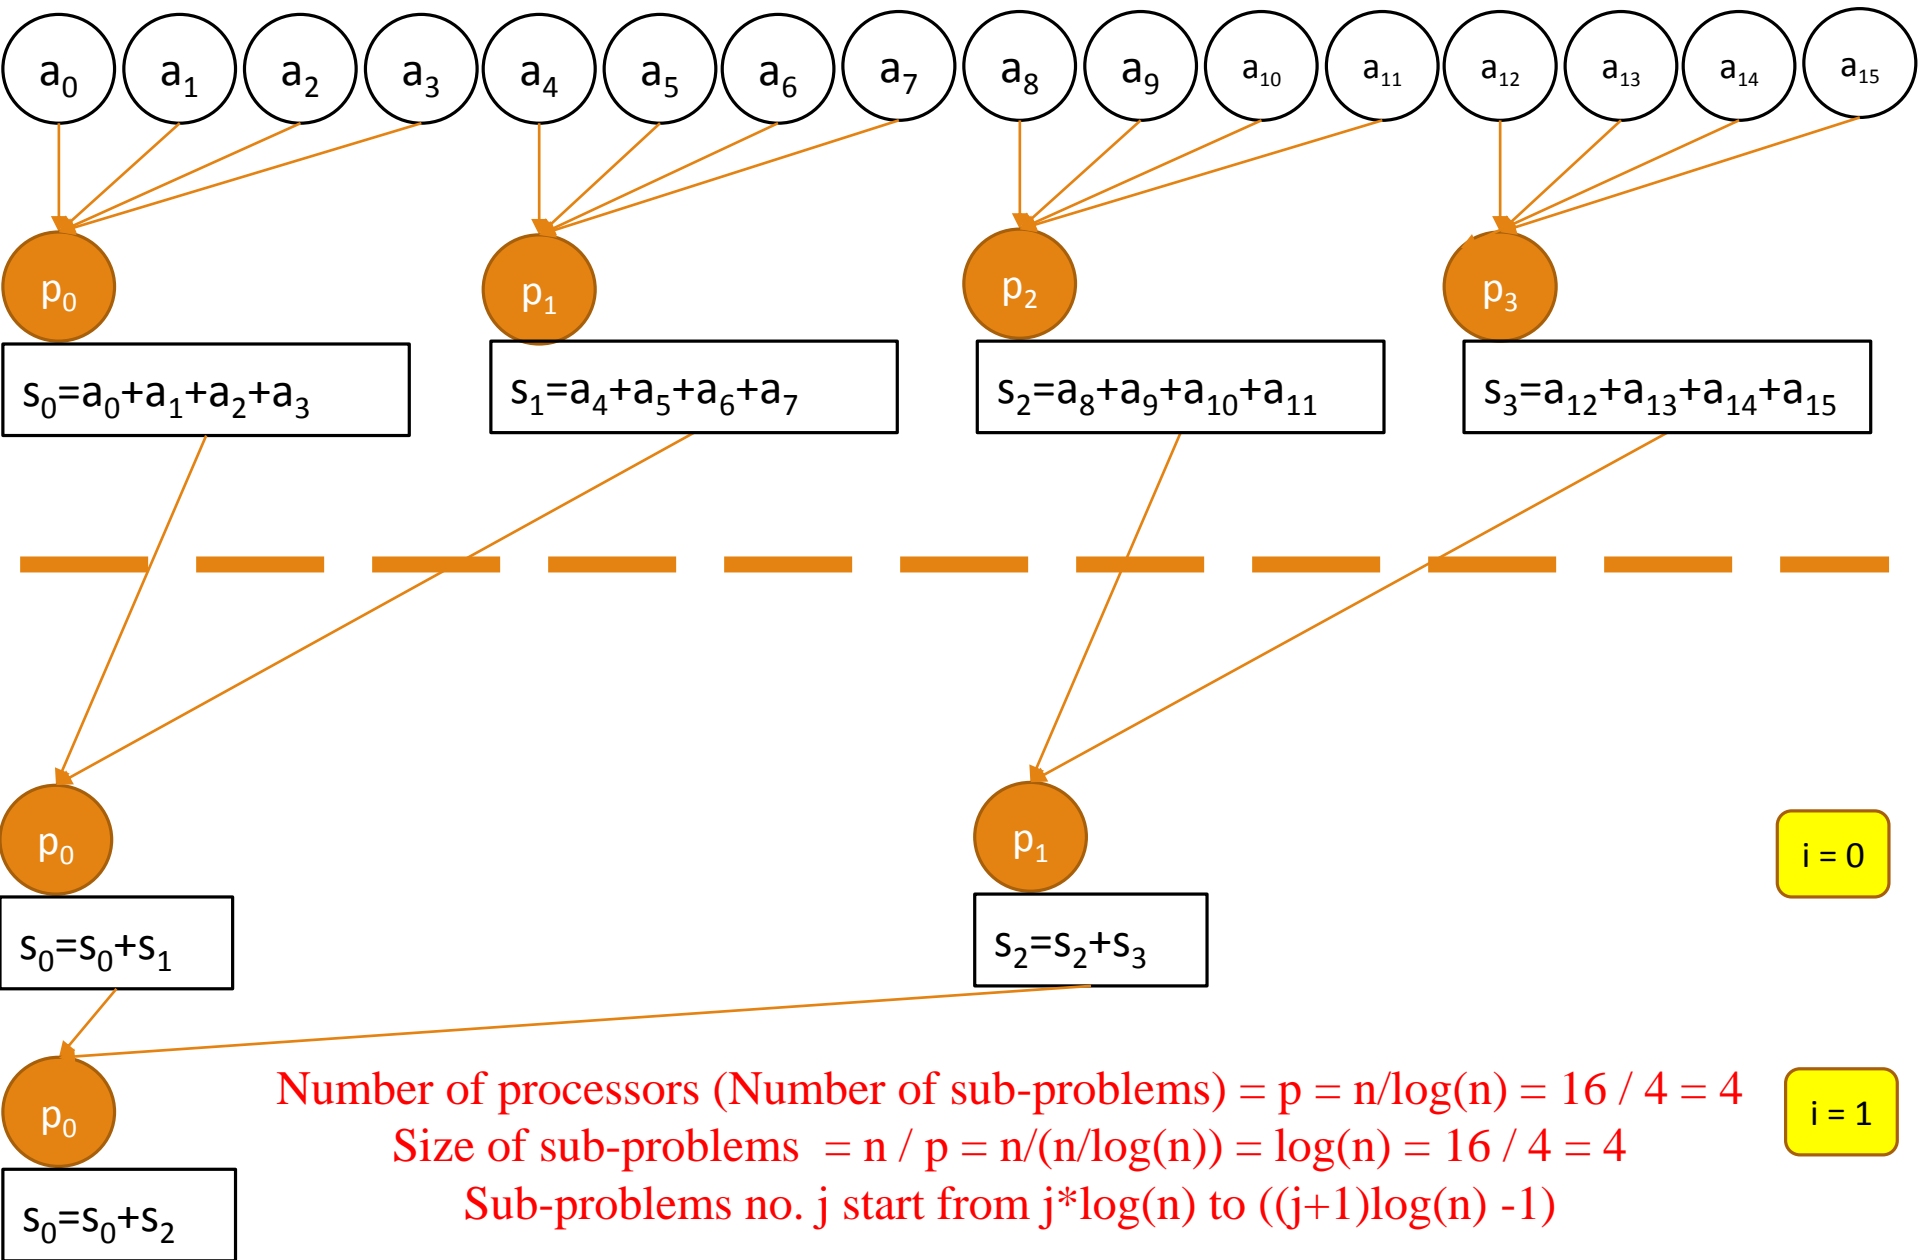 a0 a1 a2 a3 a4 a5 a6 a7 a8 a9 a10 a11 a12 a13 a14 a15
p0 p1 p2 p3
s0=a0+a1+a2+a3 s1=a4+a5+a6+a7 s2=a8+a9+a10+a11 s3=a12+a13+a14+a15
p0 p1 i = 0
s0=s0+s1 s2=s2+s3
p0 Number of processors (Number of sub-problems) = p = n/log(n) = 16 / 4 = 4 i = 1
Size of sub-problems = n / p = n/(n/log(n)) = log(n) = 16 / 4 = 4
Sub-problems no. j start from j*log(n) to ((j+1)log(n) -1)
s0=s0+s2